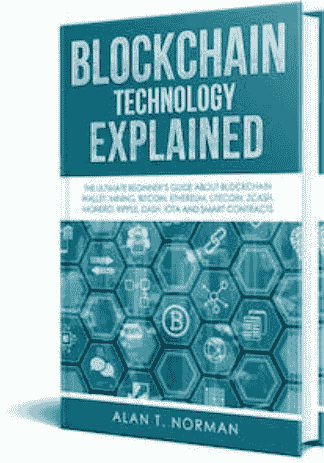 BLOCKCHAIN
TECHNOLOGY
EXPLAINED
THE ULTIMATE BEGINNER'S GUIDE ABOUT BLOCKCHAIN
WALLET, MINING, BITCOIN, ETHEREUM, LITECOIN, ZCASH,
MONERO, RIPPLE, DASH, IOTA AND SMART CONTRACTS
ALAN T. NORMAN